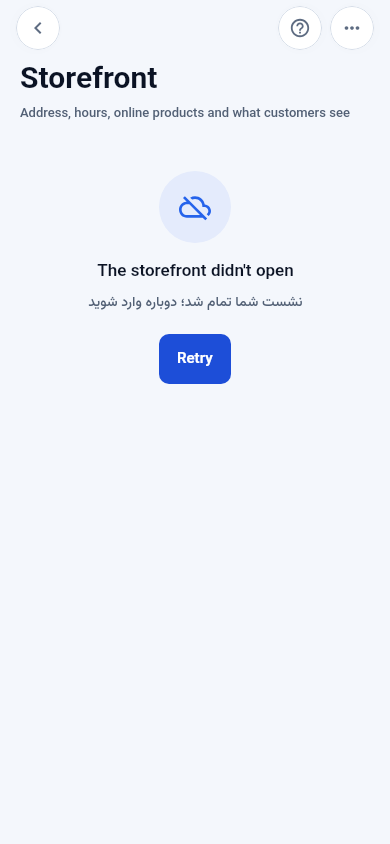 Storefront
Address, hours, online products and what customers see
The storefront didn't open
نشست شما تمام شد؛ دوباره وارد شوید
Retry